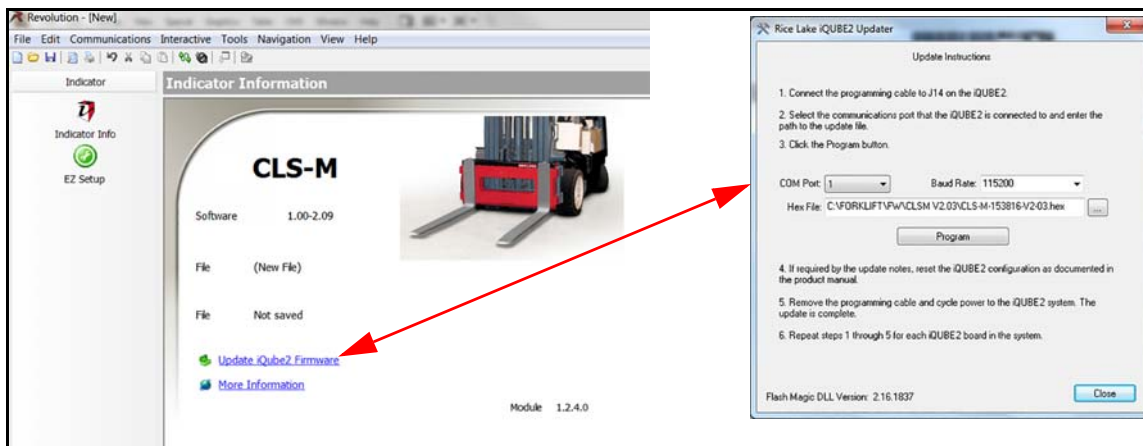 Revolution - [New]
File Edit Communications Interactive Tools Navigation View Help
Indicator
Indicator Information
Indicator Info
EZ Setup
CLS-M
Software 1.00-2.09
File (New File)
File Not saved
Update iQube2 Firmware
More Information
Module 1.2.4.0
Rice Lake iQUBE2 Updater
Update Instructions
1. Connect the programming cable to J14 on the iQUBE2.
2. Select the communications port that the iQUBE2 is connected to and enter the
path to the update file.
3. Click the Program button.
COM Port: 1 Baud Rate: 115200
Hex File: C:\FORKLIFT\FW\CLSM V2.03\CLS-M-153816-V2-03.hex ...
Program
4. If required by the update notes, reset the iQUBE2 configuration as documented in
the product manual.
5. Remove the programming cable and cycle power to the iQUBE2 system. The
update is complete.
6. Repeat steps 1 through 5 for each iQUBE2 board in the system.
Flash Magic DLL Version: 2.16.1837
Close